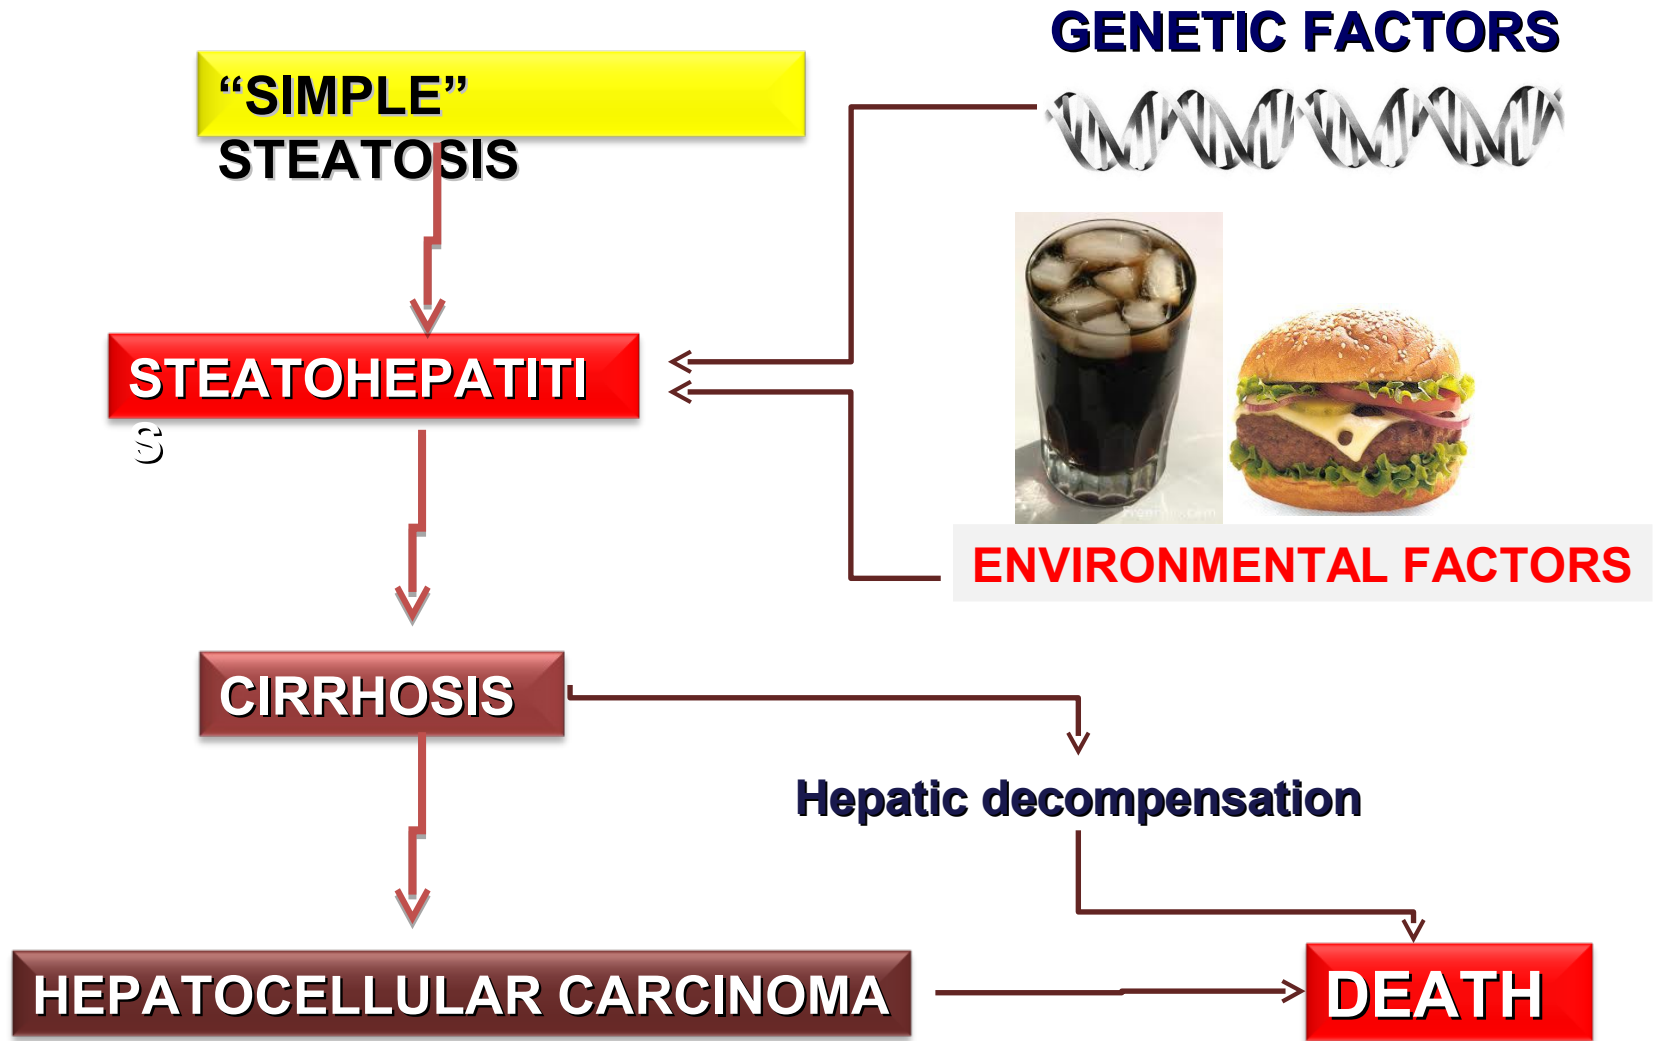 GENETIC FACTORS
“SIMPLE”
STEATOSIS
STEATOHEPATITI
S
ENVIRONMENTAL FACTORS
CIRRHOSIS
Hepatic decompensation
HEPATOCELLULAR CARCINOMA
DEATH